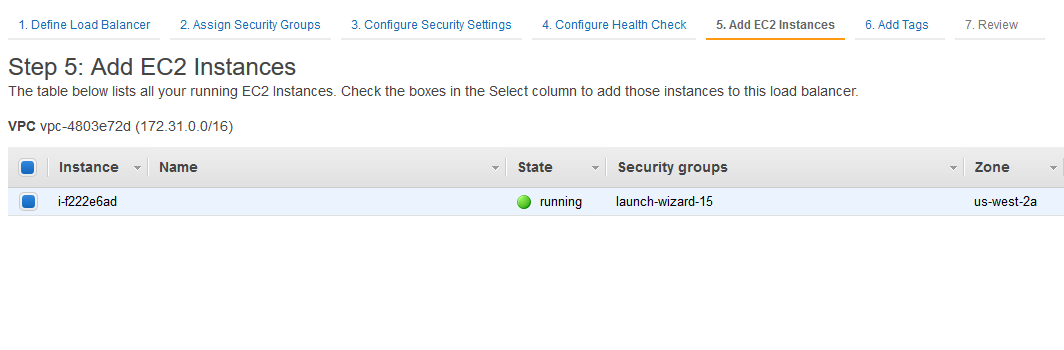 1. Define Load Balancer 2. Assign Security Groups 3. Configure Security Settings 4. Configure Health Check 5. Add EC2 Instances 6. Add Tags 7. Review
Step 5: Add EC2 Instances
The table below lists all your running EC2 Instances. Check the boxes in the Select column to add those instances to this load balancer.
VPC vpc-4803e72d (172.31.0.0/16)
Instance Name State Security groups Zone
i-f222e6ad running launch-wizard-15 us-west-2a